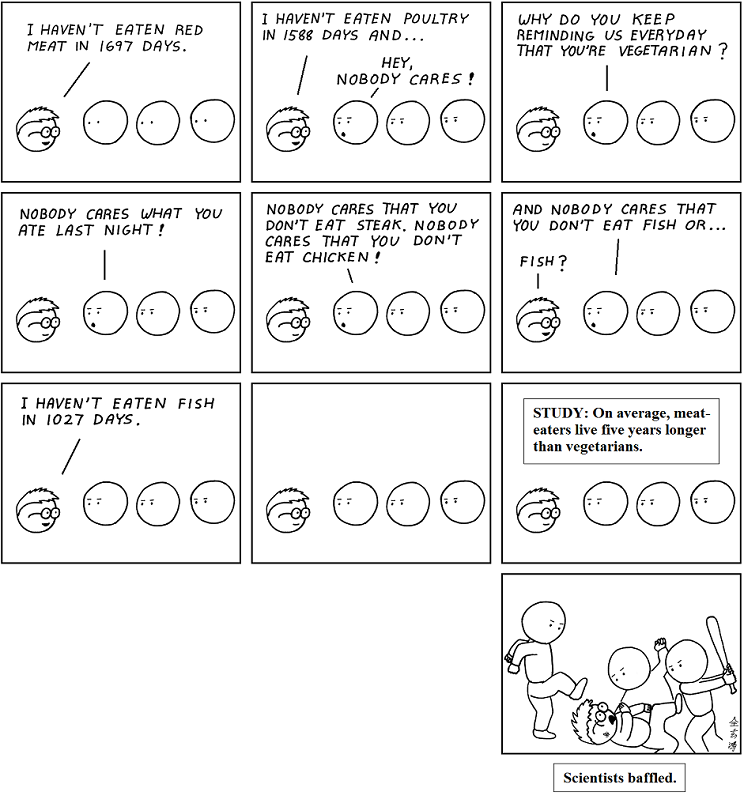 I HAVEN'T EATEN RED
MEAT IN 1697 DAYS.
I HAVEN'T EATEN POULTRY
IN 1588 DAYS AND...
HEY,
NOBODY CARES!
WHY DO YOU KEEP
REMINDING US EVERYDAY
THAT YOU'RE VEGETARIAN?
NOBODY CARES WHAT YOU
ATE LAST NIGHT!
NOBODY CARES THAT YOU
DON'T EAT STEAK. NOBODY
CARES THAT YOU DON'T
EAT CHICKEN!
AND NOBODY CARES THAT
YOU DON'T EAT FISH OR...
FISH?
I HAVEN'T EATEN FISH
IN 1027 DAYS.
STUDY: On average, meat-
eaters live five years longer
than vegetarians.
Scientists baffled.